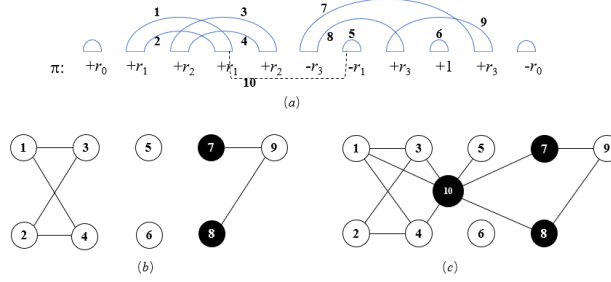 1 3 7 9
2 4 8 5 6
π: +r₀ +r₁ +r₂ +r₁ +r₂ -r₃ -r₁ +r₃ +1 +r₃ -r₀
10
(a)
1 3 5 7 9 1 3 5 7 9
10
2 4 6 8 2 4 6 8
(b) (c)